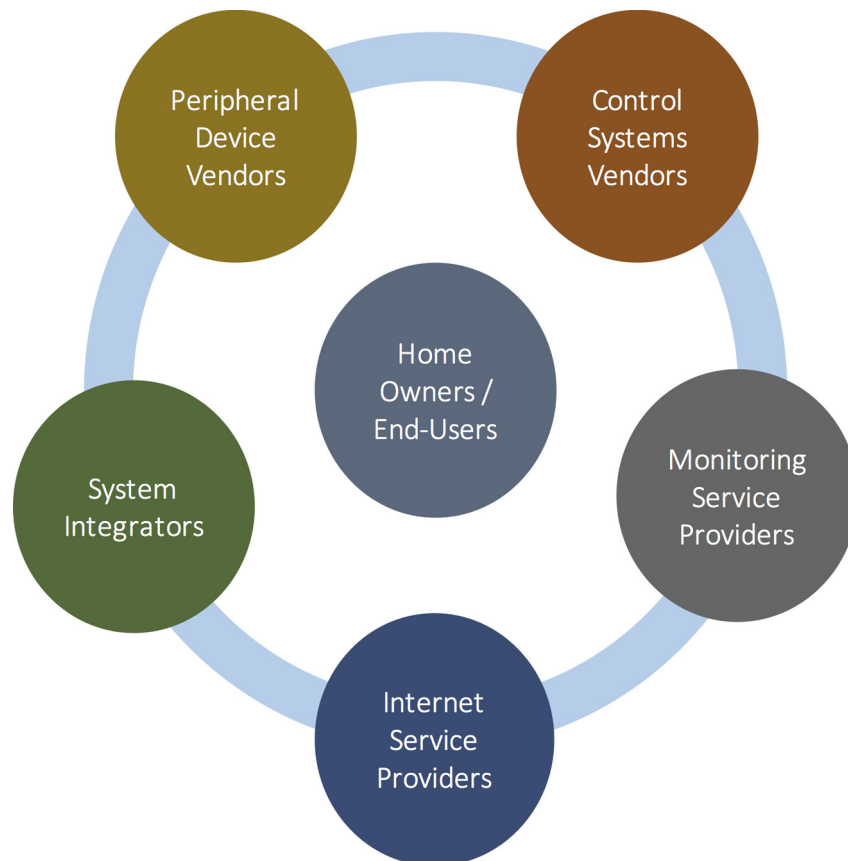 Peripheral
Device
Vendors
Control
Systems
Vendors
Home
Owners /
End-Users
Monitoring
Service
Providers
System
Integrators
Internet
Service
Providers